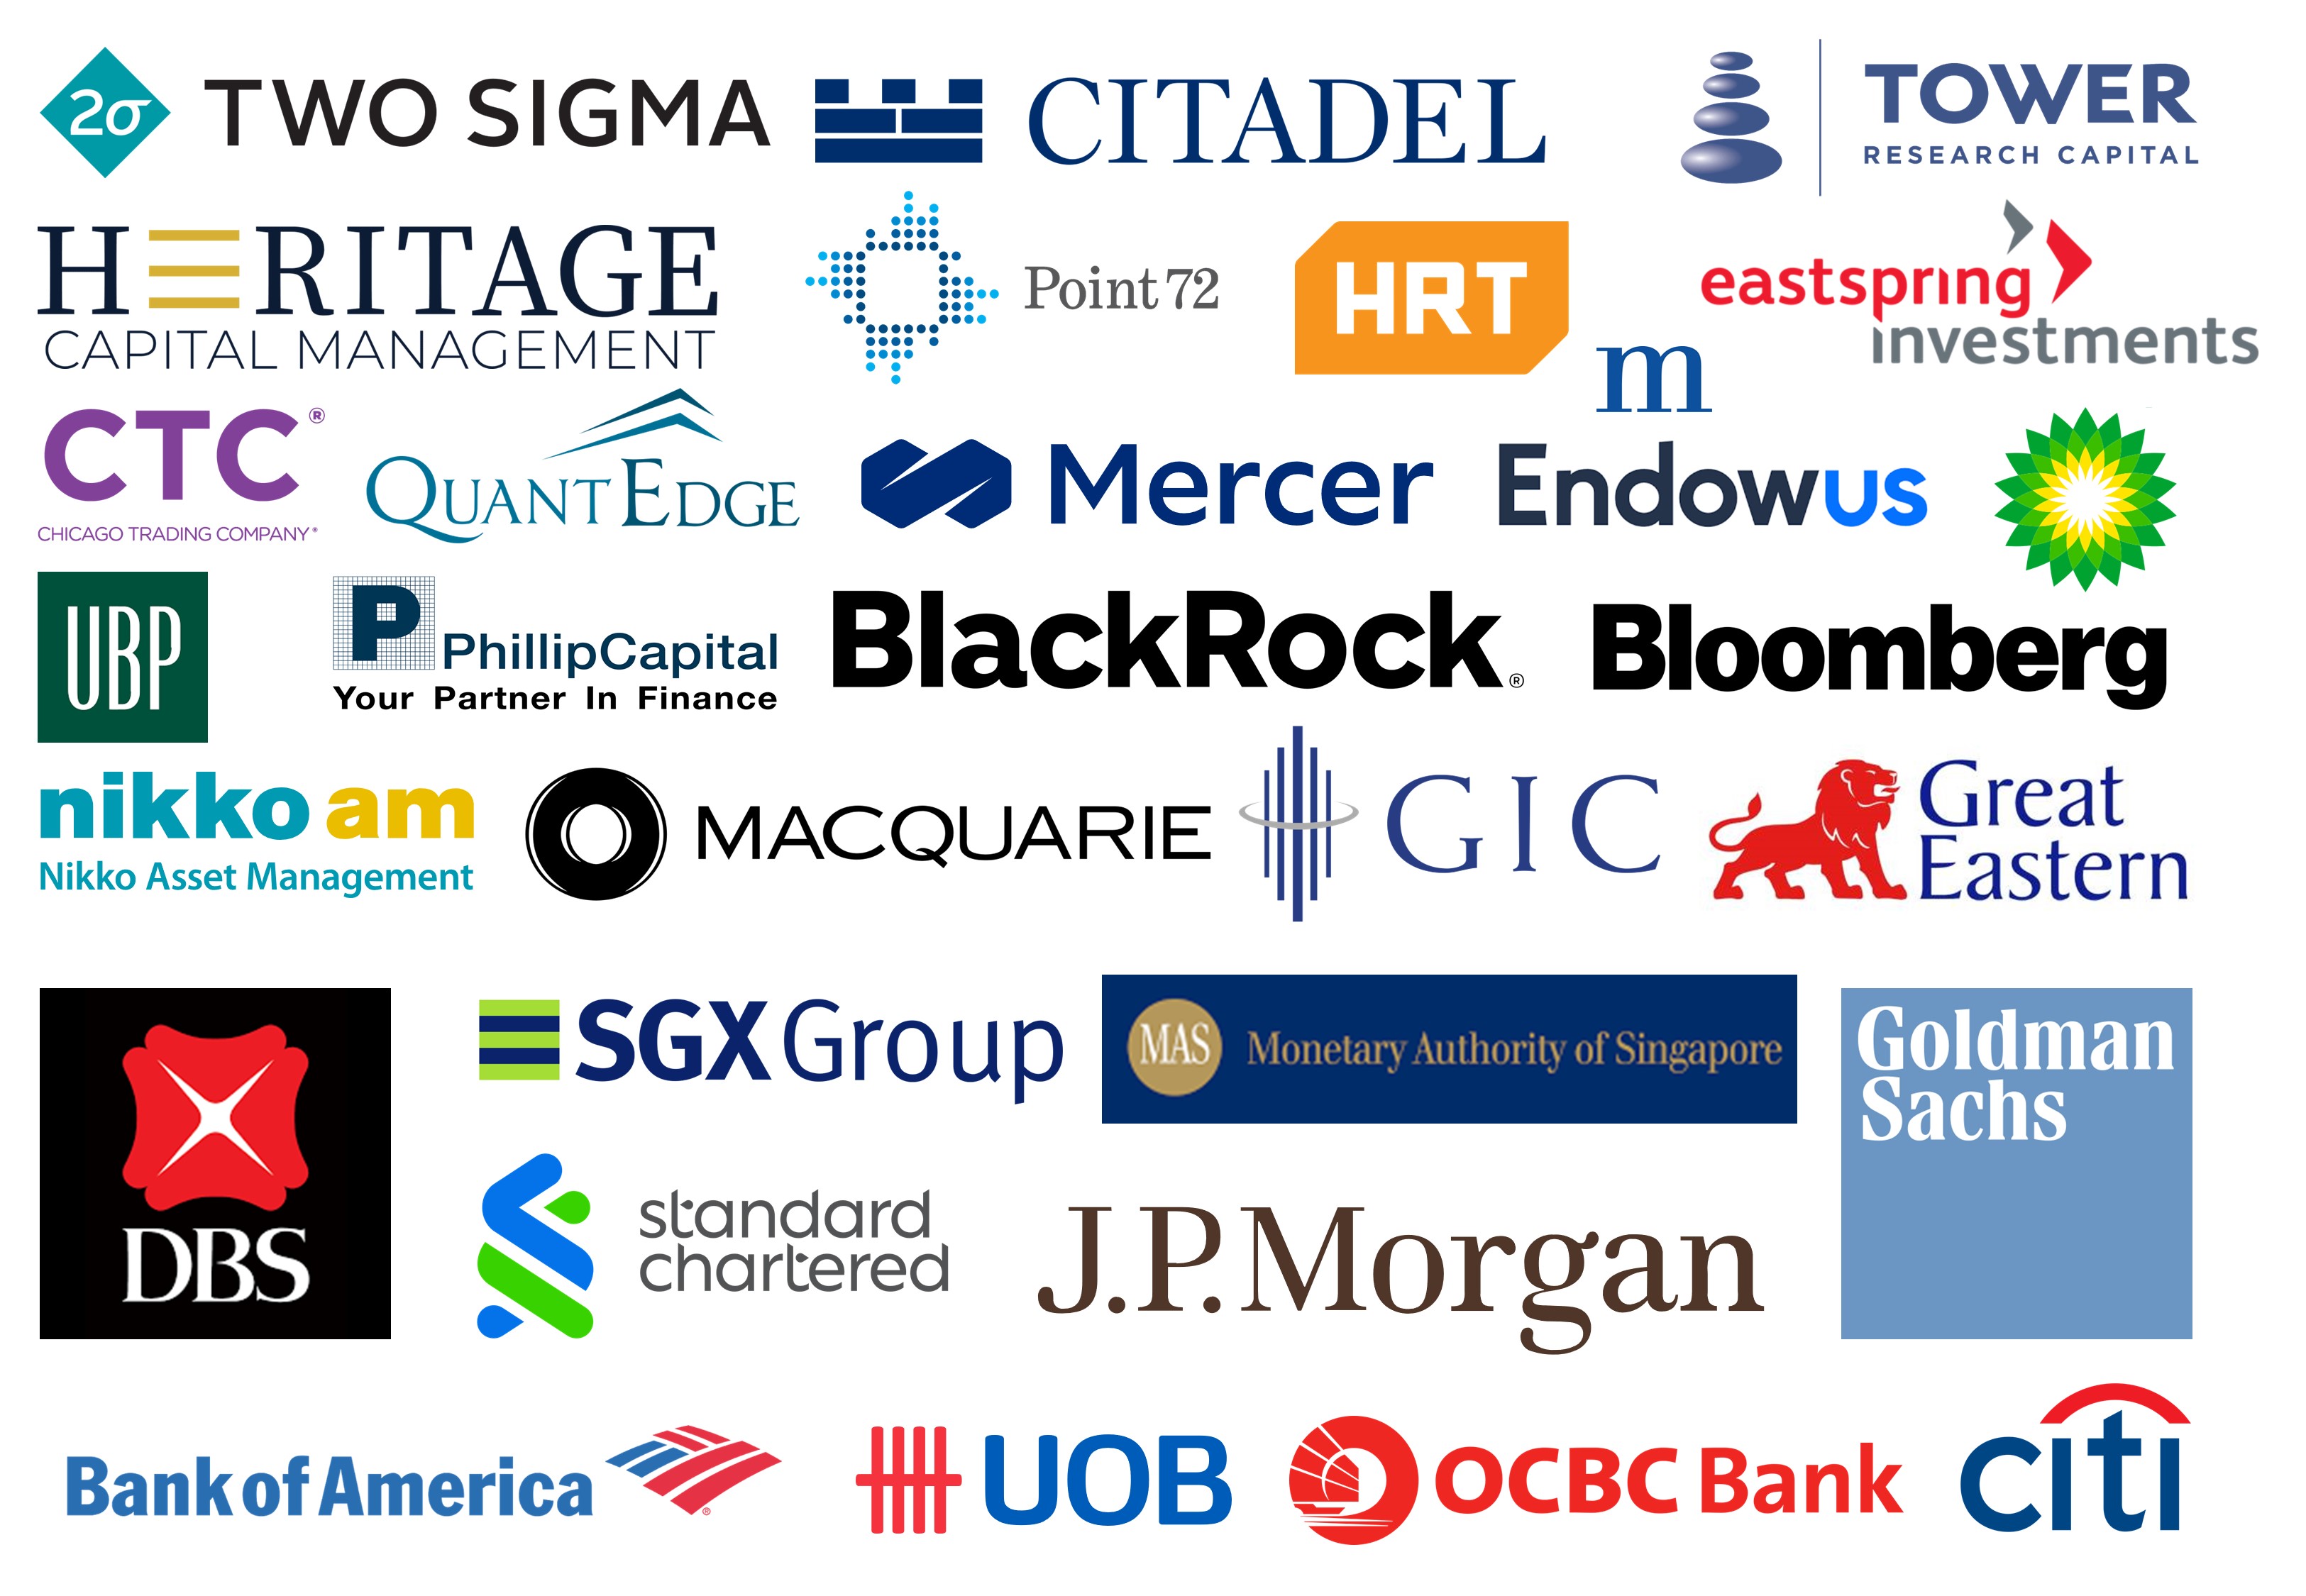 2σ TWO SIGMA
CITADEL
TOWER
RESEARCH CAPITAL
HERITAGE
CAPITAL MANAGEMENT
Point72
HRT
m
eastspring
investments
CTC®
CHICAGO TRADING COMPANY®
QUANTEDGE
Mercer
Endowus
UBP
P PhillipCapital
Your Partner In Finance
BlackRock®
Bloomberg
nikko am
Nikko Asset Management
MACQUARIE
GIC
Great
Eastern
DBS
SGXGroup
MAS Monetary Authority of Singapore
Goldman
Sachs
standard
chartered
J.P.Morgan
Bank of America ®
UOB
OCBC Bank
citi